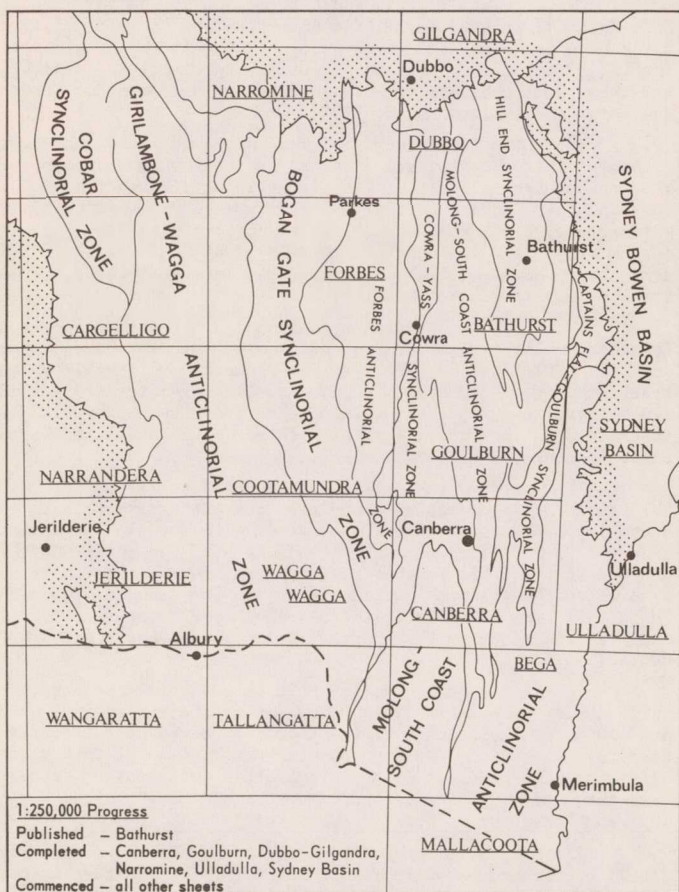 GILGANDRA
Dubbo
NARROMINE
DUBBO
COBAR
SYNCLINORIAL ZONE
GIRILAMBONE-WAGGA
ANTICLINORIAL
ZONE
BOGAN GATE SYNCLINORIAL
ZONE
Parkes
FORBES
FORBES ANTICLINORIAL
ZONE
COWRA - YASS
SYNCLINORIAL ZONE
MOLONG-SOUTH COAST ANTICLINORIAL ZONE
HILL END SYNCLINORIAL ZONE
Bathurst
BATHURST
SYDNEY BOWEN BASIN
CAPTAINS FLAT-GOULBURN SYNCLINORIAL ZONE
CARGELLIGO
Cowra
SYDNEY
BASIN
NARRANDERA
COOTAMUNDRA
GOULBURN
Jerilderie
JERILDERIE
WAGGA
WAGGA
Canberra
CANBERRA
Ulladulla
ULLADULLA
Albury
BEGA
WANGARATTA
TALLANGATTA
MOLONG-
SOUTH COAST
ANTICLINORIAL
ZONE
Merimbula
MALLACOOTA
1:250,000 Progress
Published – Bathurst
Completed – Canberra, Goulburn, Dubbo-Gilgandra,
Narromine, Ulladulla, Sydney Basin
Commenced – all other sheets